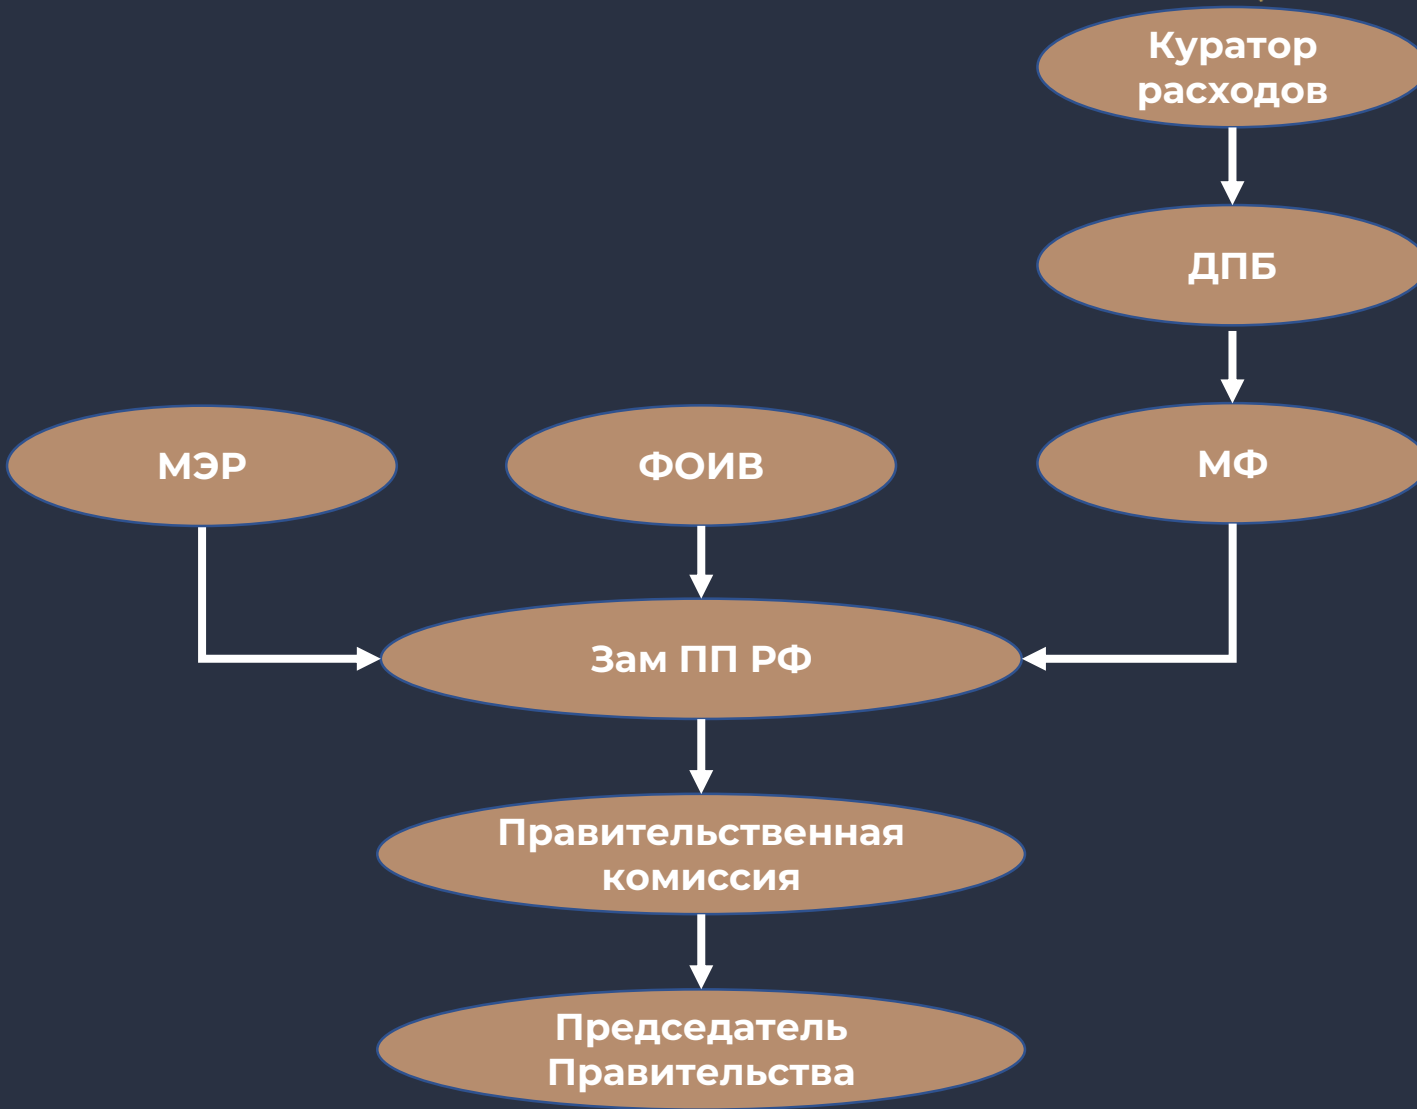 Куратор
расходов
ДПБ
МЭР
ФОИВ
МФ
Зам ПП РФ
Правительственная
комиссия
Председатель
Правительства